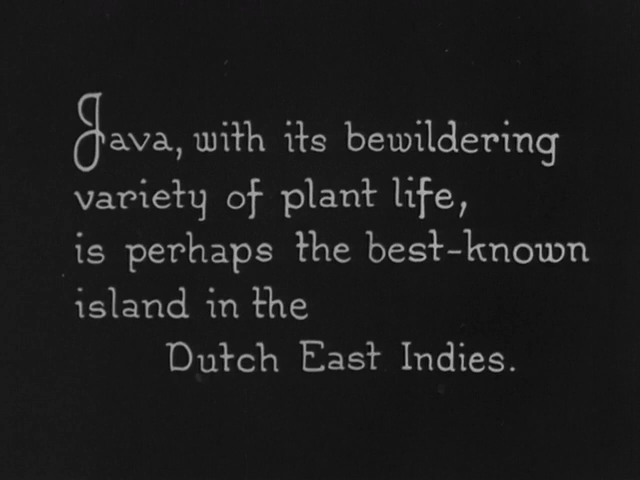 Java, with its bewildering
variety of plant life,
is perhaps the best-known
island in the
Dutch East Indies.